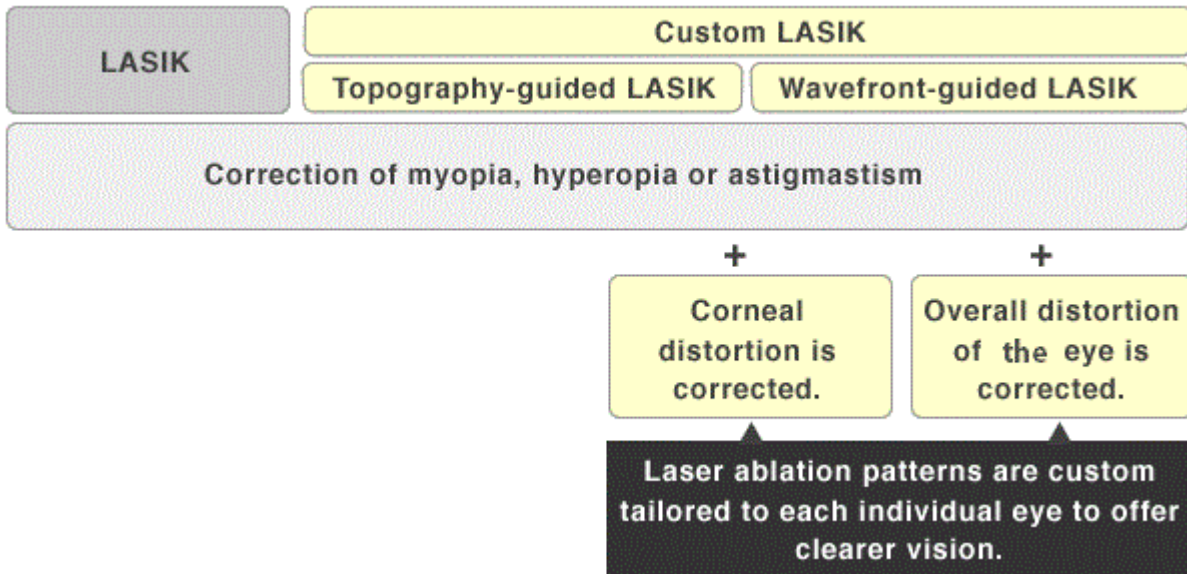 LASIK
Custom LASIK
Topography-guided LASIK
Wavefront-guided LASIK
Correction of myopia, hyperopia or astigmastism
+
+
Corneal
distortion is
corrected.
Overall distortion
of the eye is
corrected.
Laser ablation patterns are custom
tailored to each individual eye to offer
clearer vision.